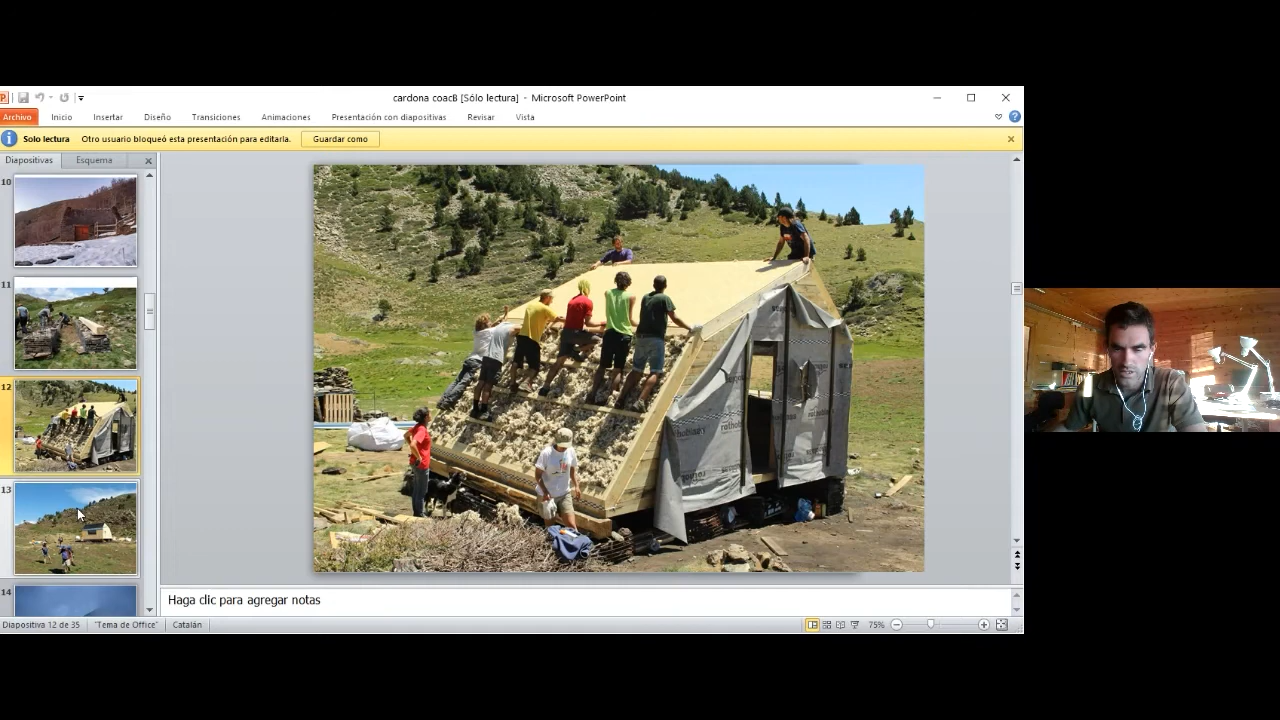 cardona coacB [Sólo lectura] - Microsoft PowerPoint
Archivo Inicio Insertar Diseño Transiciones Animaciones Presentación con diapositivas Revisar Vista
Solo lectura Otro usuario bloqueó esta presentación para editarla. Guardar como
Diapositivas Esquema
10
11
12
13
14
Haga clic para agregar notas
Diapositiva 12 de 35 "Tema de Office" Catalán 75%